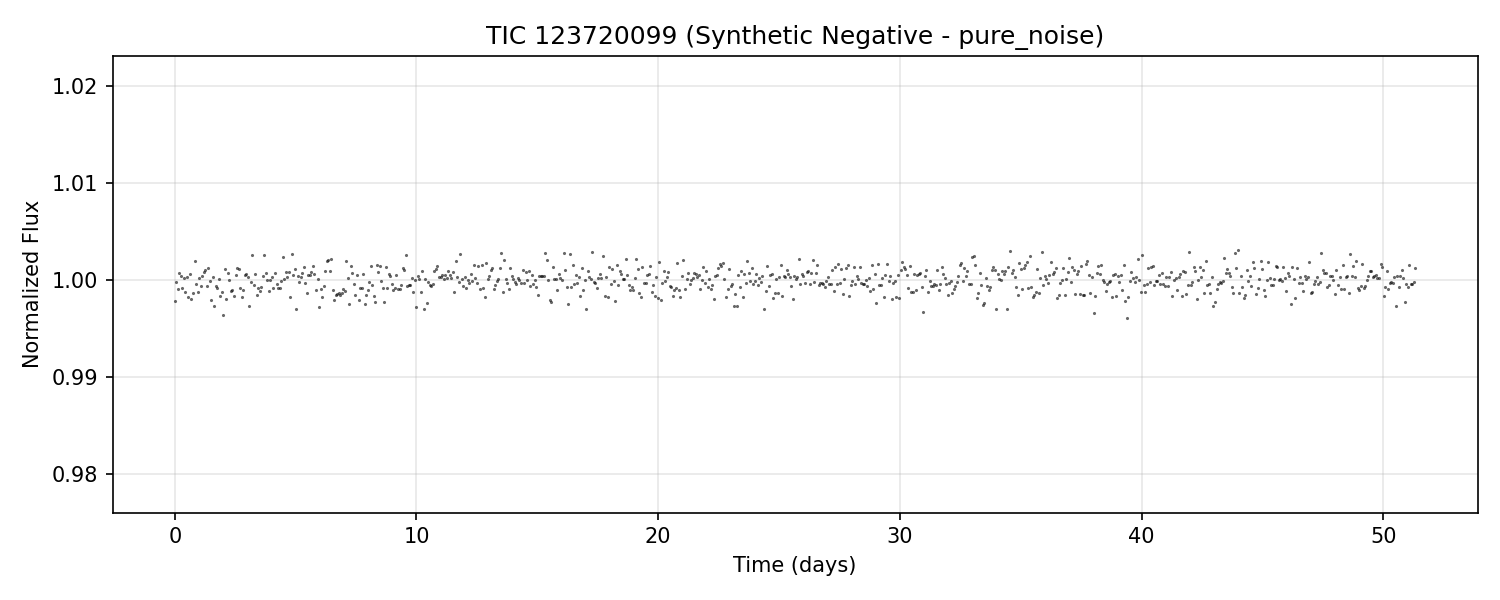 TIC 123720099 (Synthetic Negative - pure_noise)
1.02
1.01
1.00
0.99
0.98
Normalized Flux
0 10 20 30 40 50
Time (days)